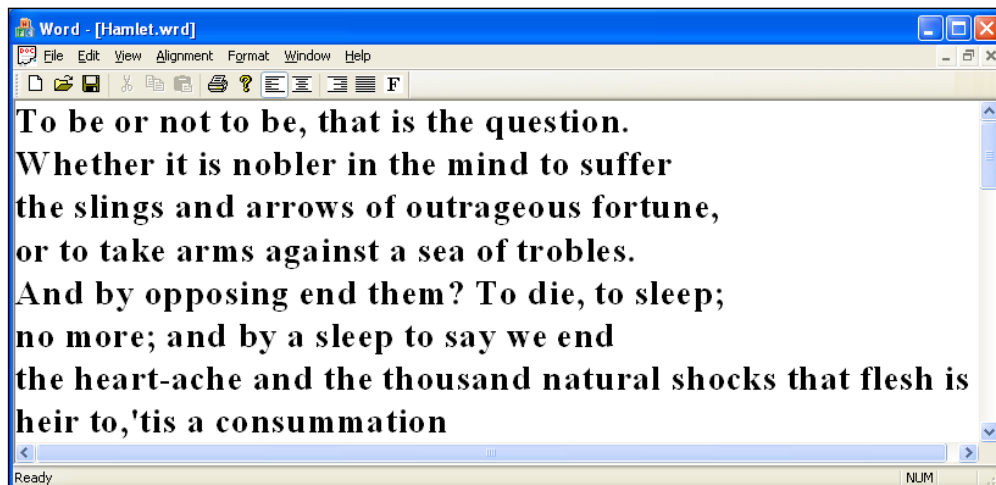 Word - [Hamlet.wrd]
File Edit View Alignment Format Window Help
F
To be or not to be, that is the question.
Whether it is nobler in the mind to suffer
the slings and arrows of outrageous fortune,
or to take arms against a sea of trobles.
And by opposing end them? To die, to sleep;
no more; and by a sleep to say we end
the heart-ache and the thousand natural shocks that flesh is
heir to,'tis a consummation
Ready NUM